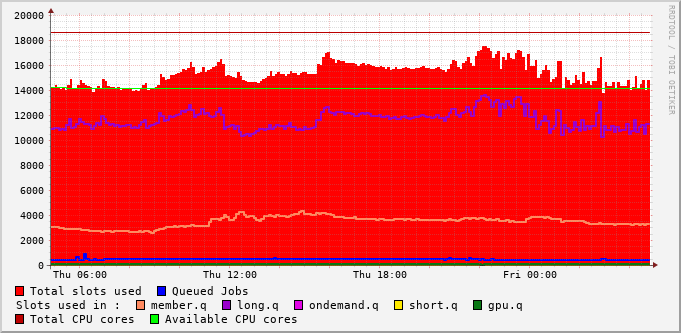 20000
18000
16000
14000
12000
10000
8000
6000
4000
2000
0
Thu 06:00 Thu 12:00 Thu 18:00 Fri 00:00
RRDTOOL / TOBI OETIKER
Total slots used Queued Jobs
Slots used in : member.q long.q ondemand.q short.q gpu.q
Total CPU cores Available CPU cores